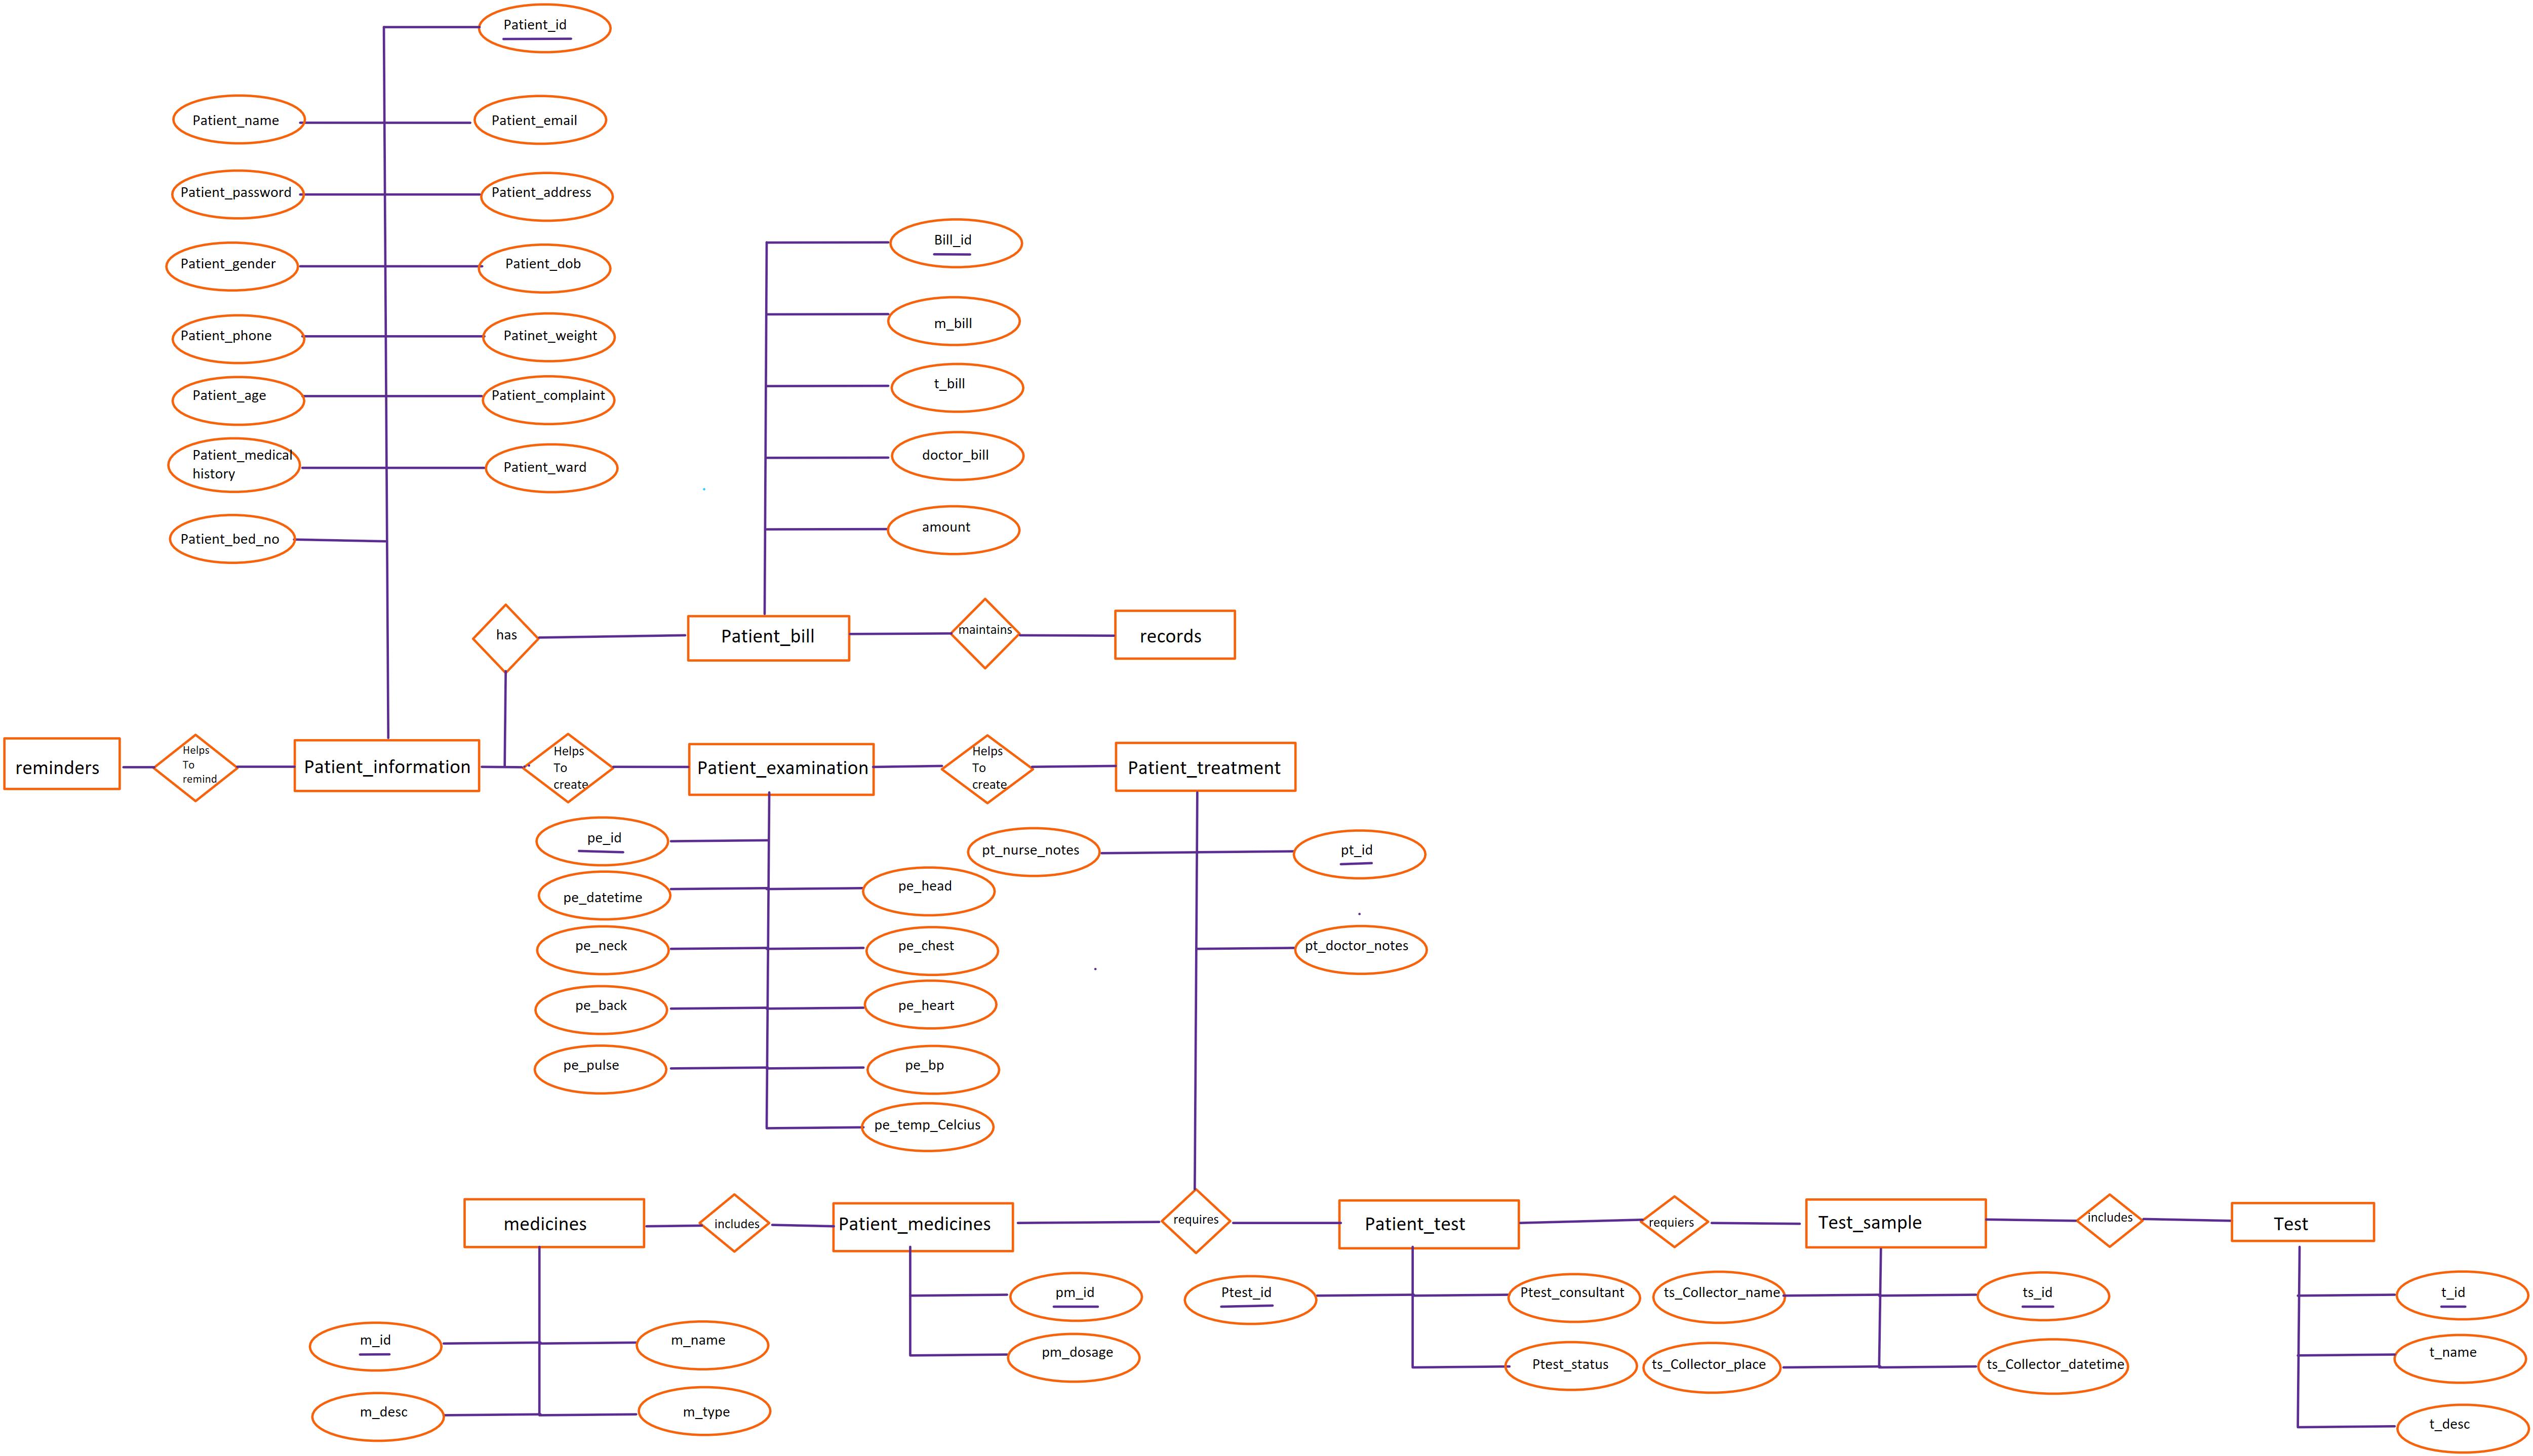 Patient_id
Patient_name
Patient_email
Patient_password
Patient_address
Patient_gender
Patient_dob
Patient_phone
Patinet_weight
Patient_age
Patient_complaint
Patient_medical
history
Patient_ward
Patient_bed_no
Bill_id
m_bill
t_bill
doctor_bill
amount
has
Patient_bill
maintains
records
reminders
Helps
To
remind
Patient_information
Helps
To
create
Patient_examination
Helps
To
create
Patient_treatment
pe_id
pe_datetime
pe_head
pe_neck
pe_chest
pe_back
pe_heart
pe_pulse
pe_bp
pe_temp_Celcius
pt_nurse_notes
pt_id
pt_doctor_notes
medicines
includes
Patient_medicines
requires
Patient_test
requiers
Test_sample
includes
Test
m_id
m_name
m_desc
m_type
pm_id
pm_dosage
Ptest_id
Ptest_consultant
Ptest_status
ts_Collector_name
ts_id
ts_Collector_place
ts_Collector_datetime
t_id
t_name
t_desc